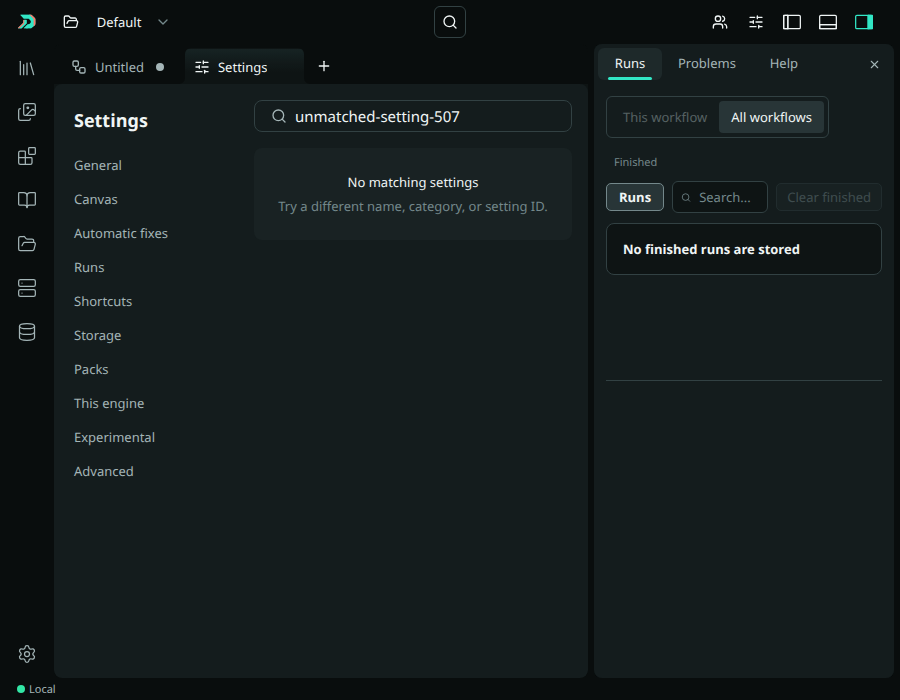 Default
Untitled
Settings
Runs
Problems
Help
Settings
unmatched-setting-507
General
Canvas
Automatic fixes
Runs
Shortcuts
Storage
Packs
This engine
Experimental
Advanced
No matching settings
Try a different name, category, or setting ID.
This workflow
All workflows
Finished
Runs
Search...
Clear finished
No finished runs are stored
Local